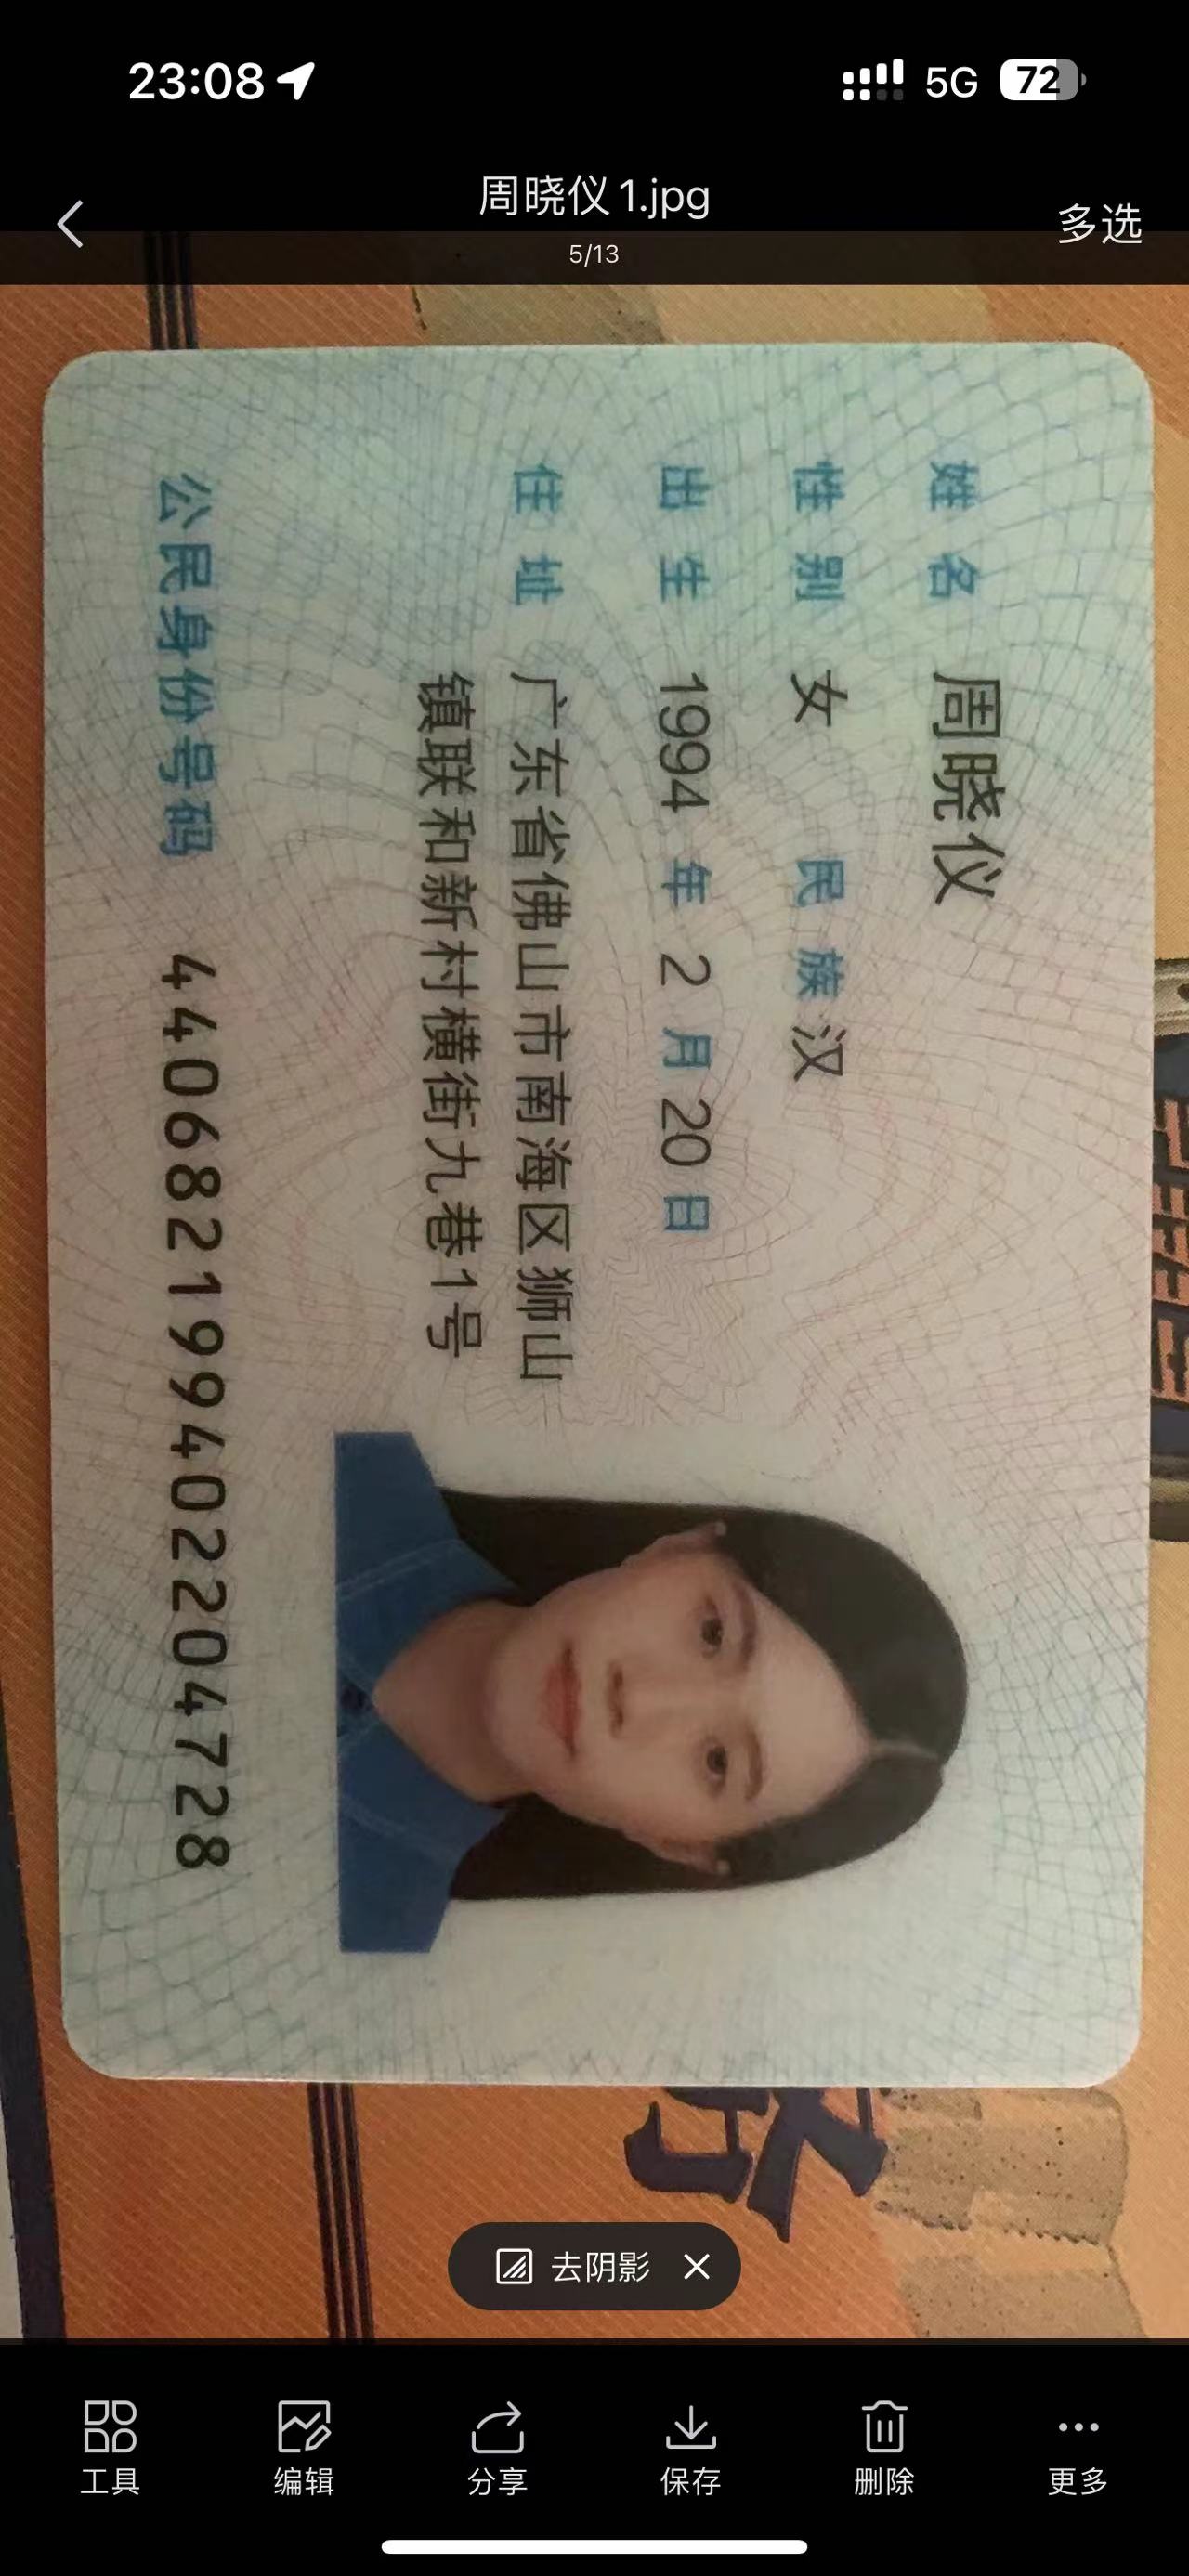 23:08
5G
72
周晓仪1.jpg
5/13
多选
姓名 周晓仪
性别 女 民族 汉
出生 1994 年 2 月 20 日
住址 广东省佛山市南海区狮山
镇联和新村横街九巷1号
公民身份号码 440682199402204728
去阴影
工具 编辑 分享 保存 删除 更多